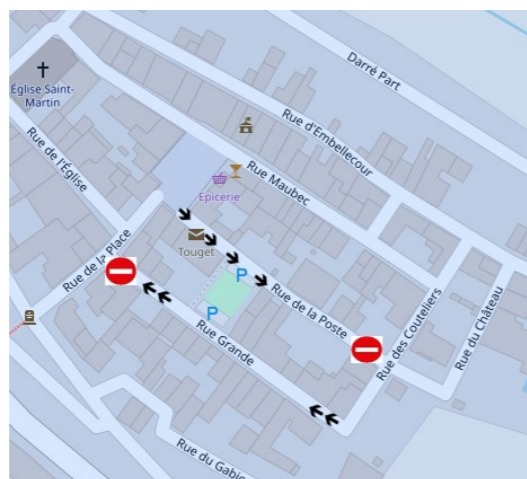 Darré Part
Église Saint-
Martin
Rue d'Embellecour
Rue de l'Église
Rue Maubec
Epicerie
Rue de la Place
Touget
P
Rue de la Poste
P
Rue Grande
Rue des Couteliers
Rue du Château
Rue du Gabio